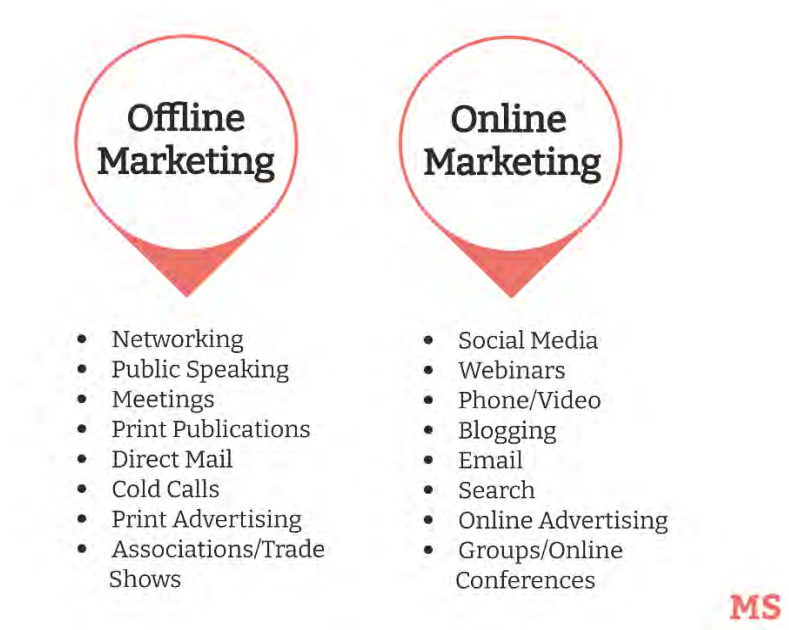 Offline
Marketing
• Networking
• Public Speaking
• Meetings
• Print Publications
• Direct Mail
• Cold Calls
• Print Advertising
• Associations/Trade
Shows
Online
Marketing
• Social Media
• Webinars
• Phone/Video
• Blogging
• Email
• Search
• Online Advertising
• Groups/Online
Conferences
MS